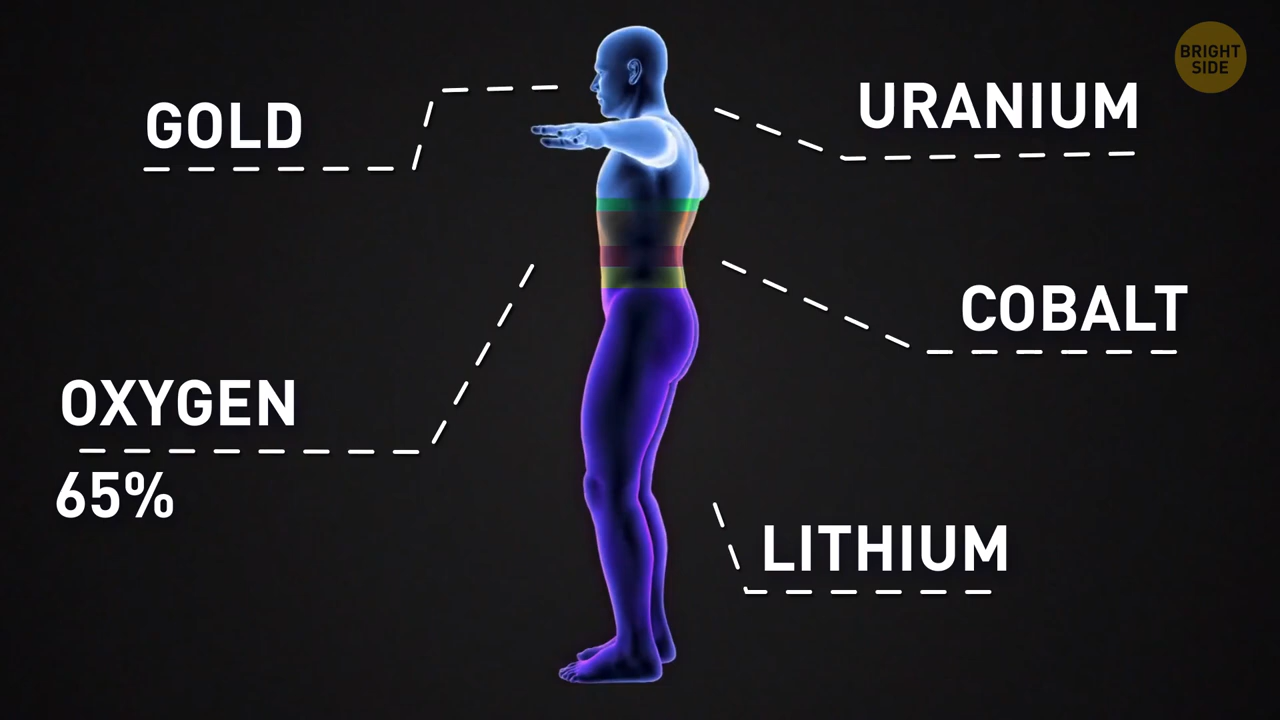 BRIGHT
SIDE
GOLD
URANIUM
COBALT
OXYGEN
65%
LITHIUM